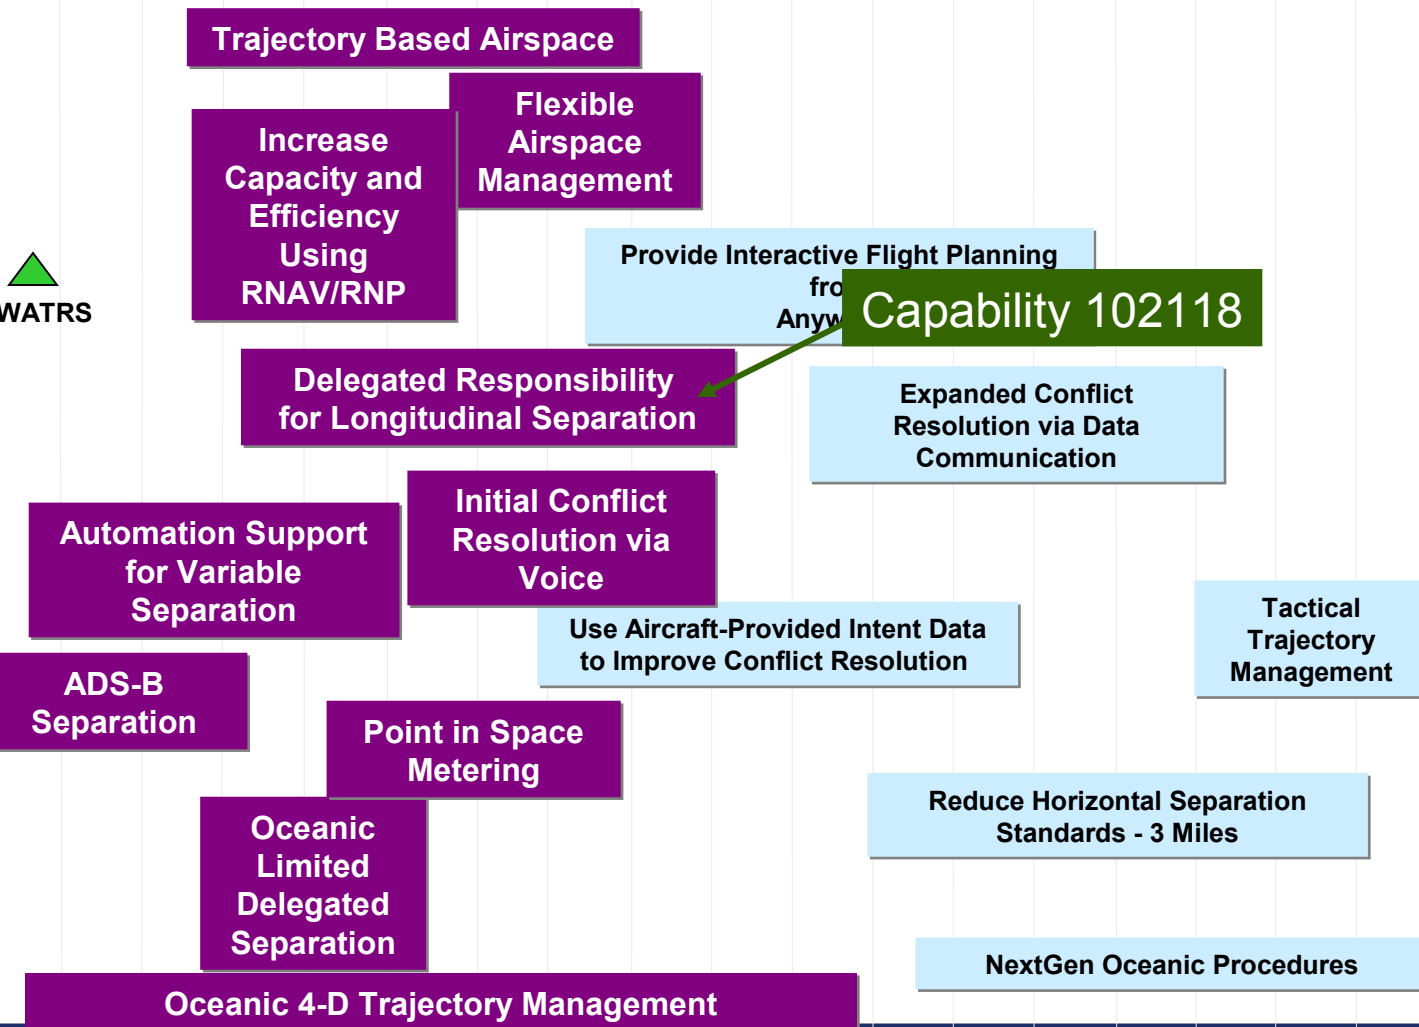 Trajectory Based Airspace
Flexible
Airspace
Management
Increase
Capacity and
Efficiency
Using
RNAV/RNP
WATRS
Provide Interactive Flight Planning
Capability 102118
Delegated Responsibility
for Longitudinal Separation
Expanded Conflict
Resolution via Data
Communication
Initial Conflict
Resolution via
Voice
Automation Support
for Variable
Separation
Use Aircraft-Provided Intent Data
to Improve Conflict Resolution
Tactical
Trajectory
Management
ADS-B
Separation
Point in Space
Metering
Reduce Horizontal Separation
Standards - 3 Miles
Oceanic
Limited
Delegated
Separation
NextGen Oceanic Procedures
Oceanic 4-D Trajectory Management